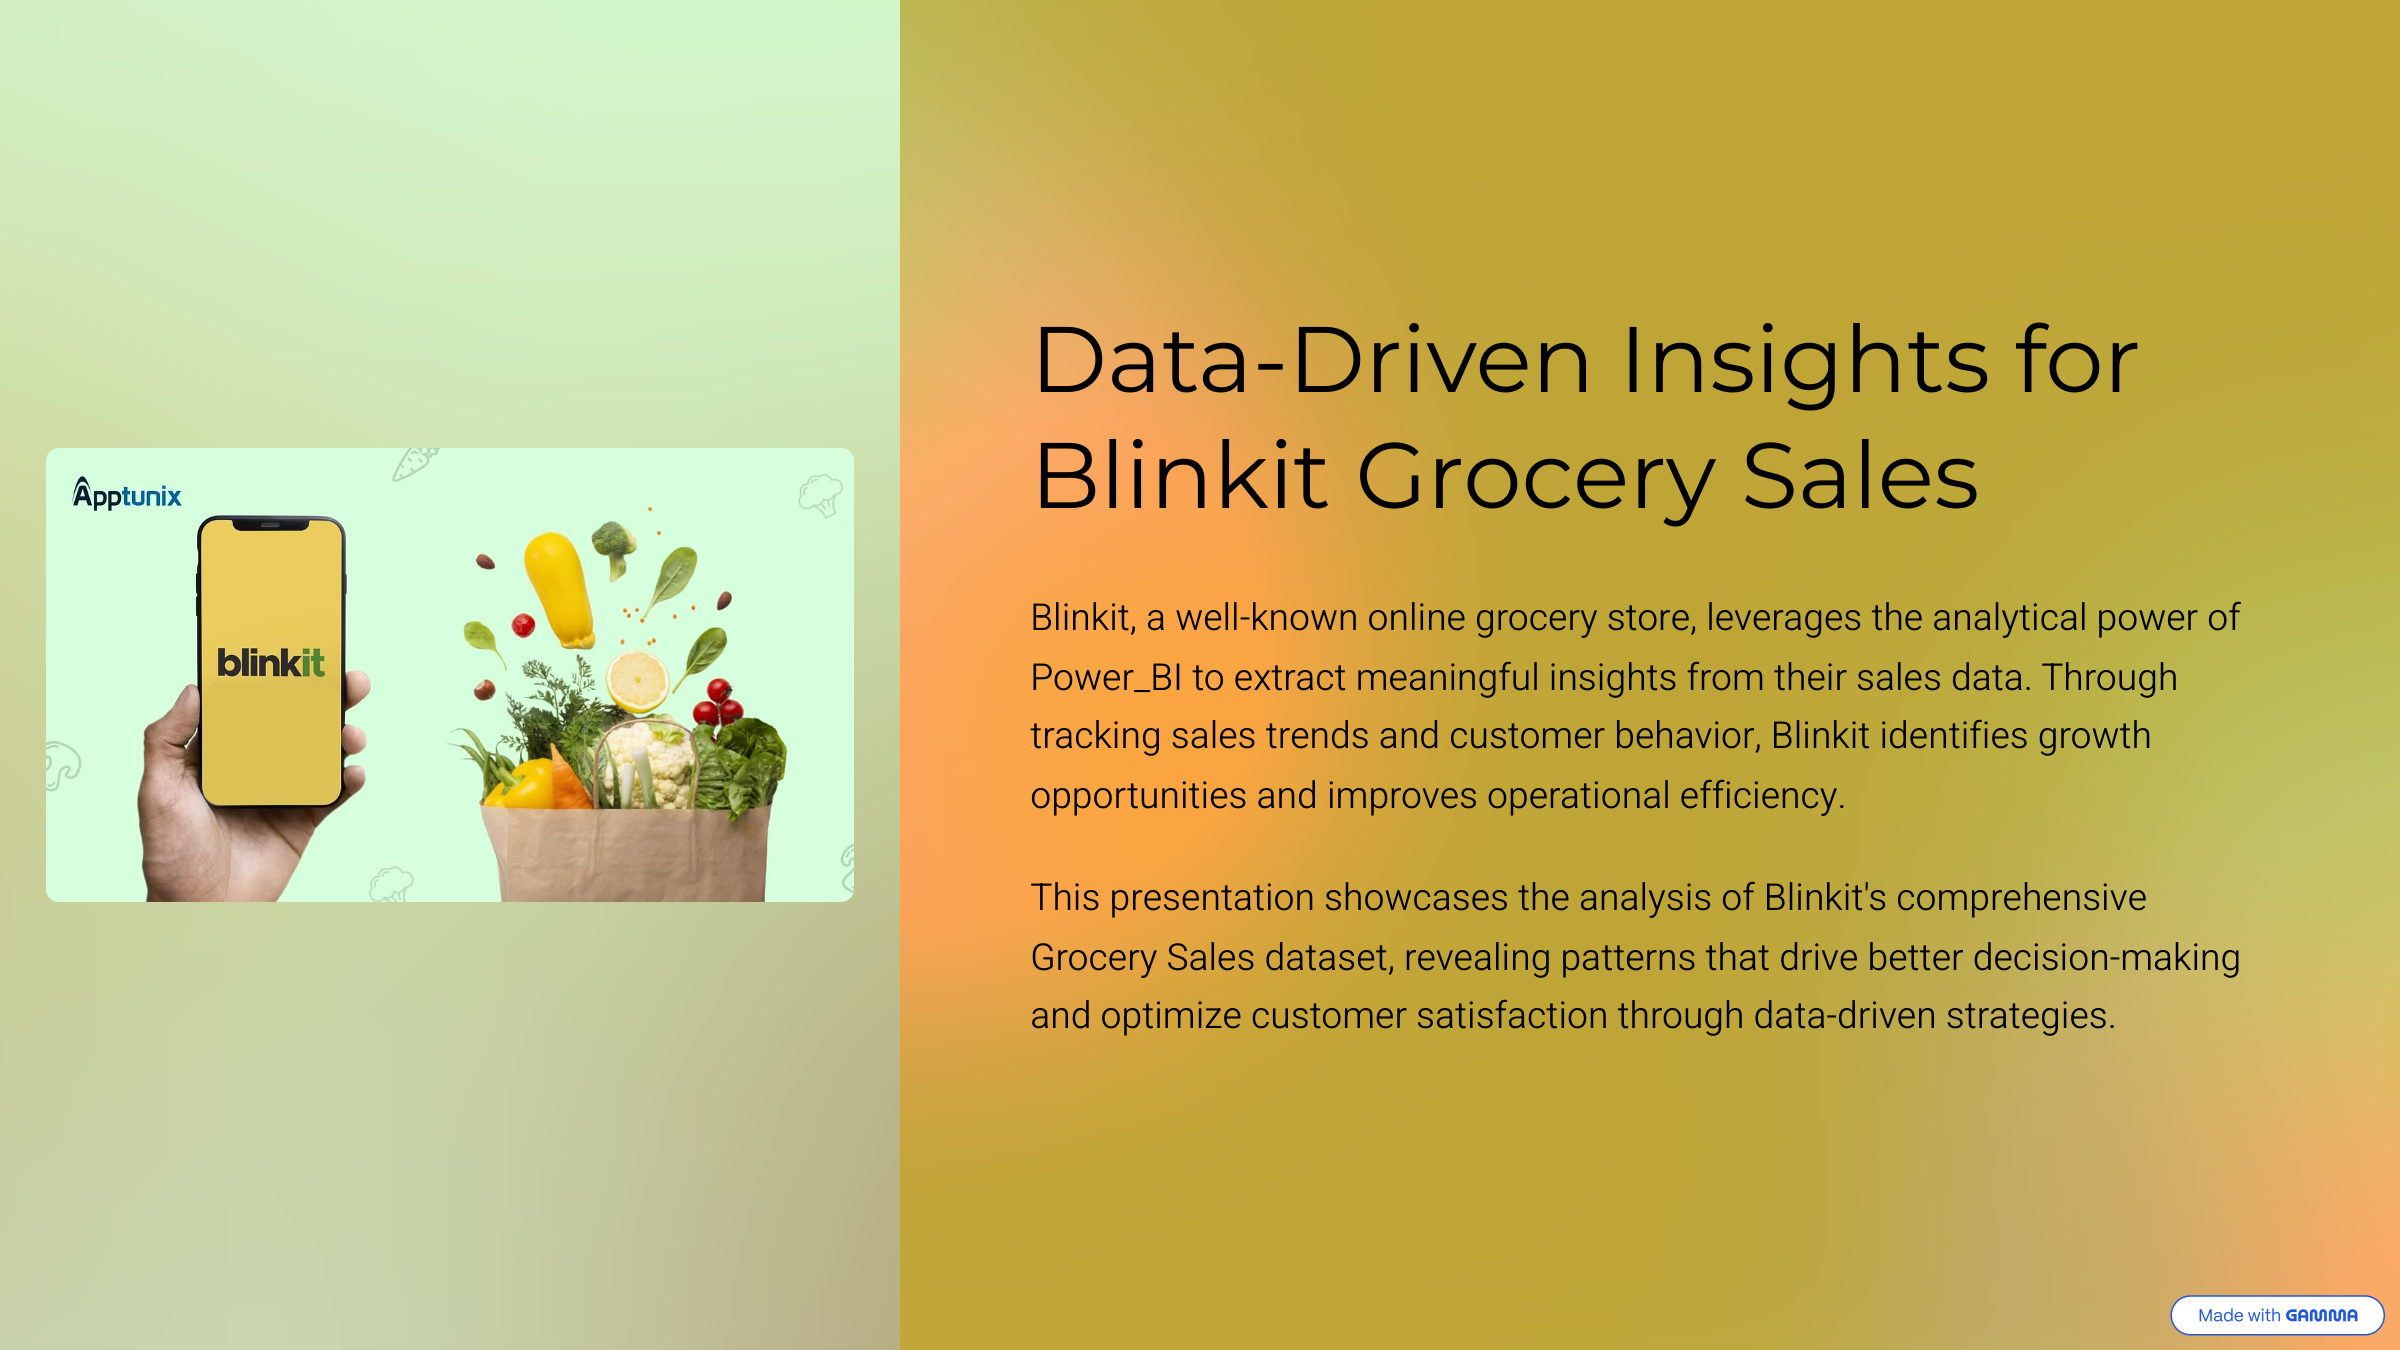 Apptunix
blinkit
Data-Driven Insights for
Blinkit Grocery Sales
Blinkit, a well-known online grocery store, leverages the analytical power of
Power_BI to extract meaningful insights from their sales data. Through
tracking sales trends and customer behavior, Blinkit identifies growth
opportunities and improves operational efficiency.
This presentation showcases the analysis of Blinkit's comprehensive
Grocery Sales dataset, revealing patterns that drive better decision-making
and optimize customer satisfaction through data-driven strategies.
Made with GAMMA